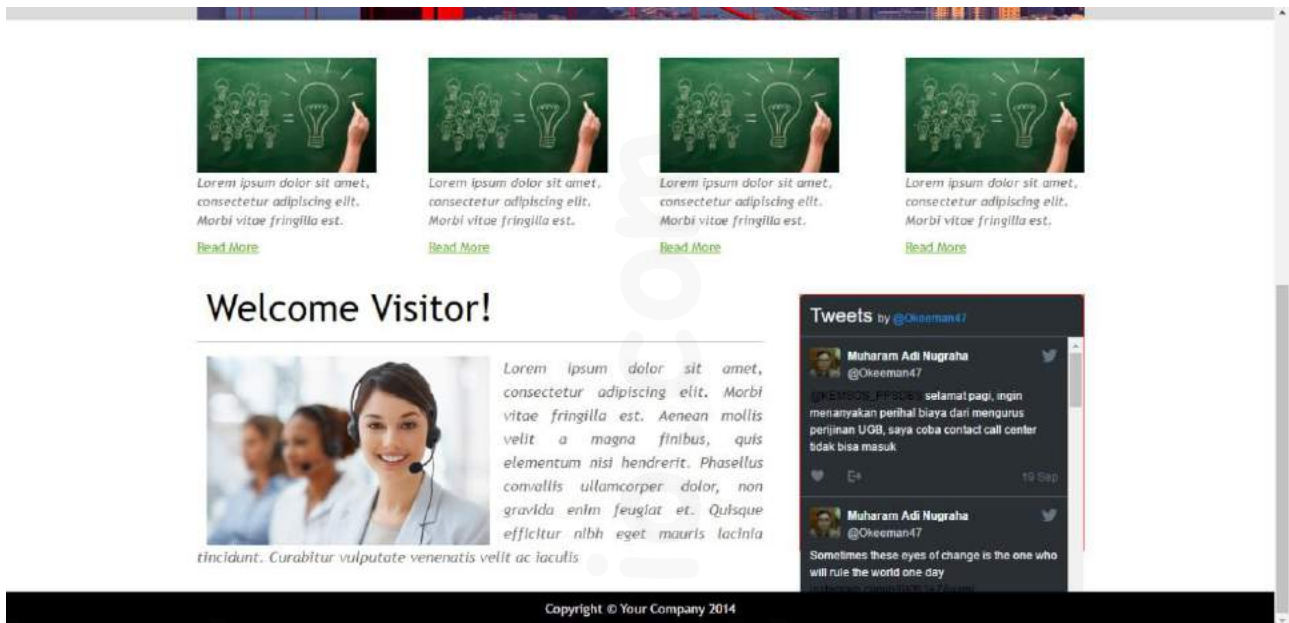 Lorem ipsum dolor sit amet,
consectetur adipiscing elit.
Morbi vitae fringilla est.
Read More
Lorem ipsum dolor sit amet,
consectetur adipiscing elit.
Morbi vitae fringilla est.
Read More
Lorem ipsum dolor sit amet,
consectetur adipiscing elit.
Morbi vitae fringilla est.
Read More
Lorem ipsum dolor sit amet,
consectetur adipiscing elit.
Morbi vitae fringilla est.
Read More
Welcome Visitor!
Lorem ipsum dolor sit amet,
consectetur adipiscing elit. Morbi
vitae fringilla est. Aenean mollis
velit a magna finibus, quis
elementum nisi hendrerit. Phasellus
convallis ullamcorper dolor, non
gravida enim feugiat et. Quisque
efficitur nibh eget mauris lacinia
tincidunt. Curabitur vulputate venenatis velit ac iaculis
Tweets by @Okeeman47
Muharam Adi Nugraha
@Okeeman47
selamat pagi, ingin
menanyakan perihal biaya dari mengurus
perijinan UGB, saya coba contact call center
tidak bisa masuk
19 Sep
Muharam Adi Nugraha
@Okeeman47
Sometimes these eyes of change is the one who
will rule the world one day
Copyright © Your Company 2014